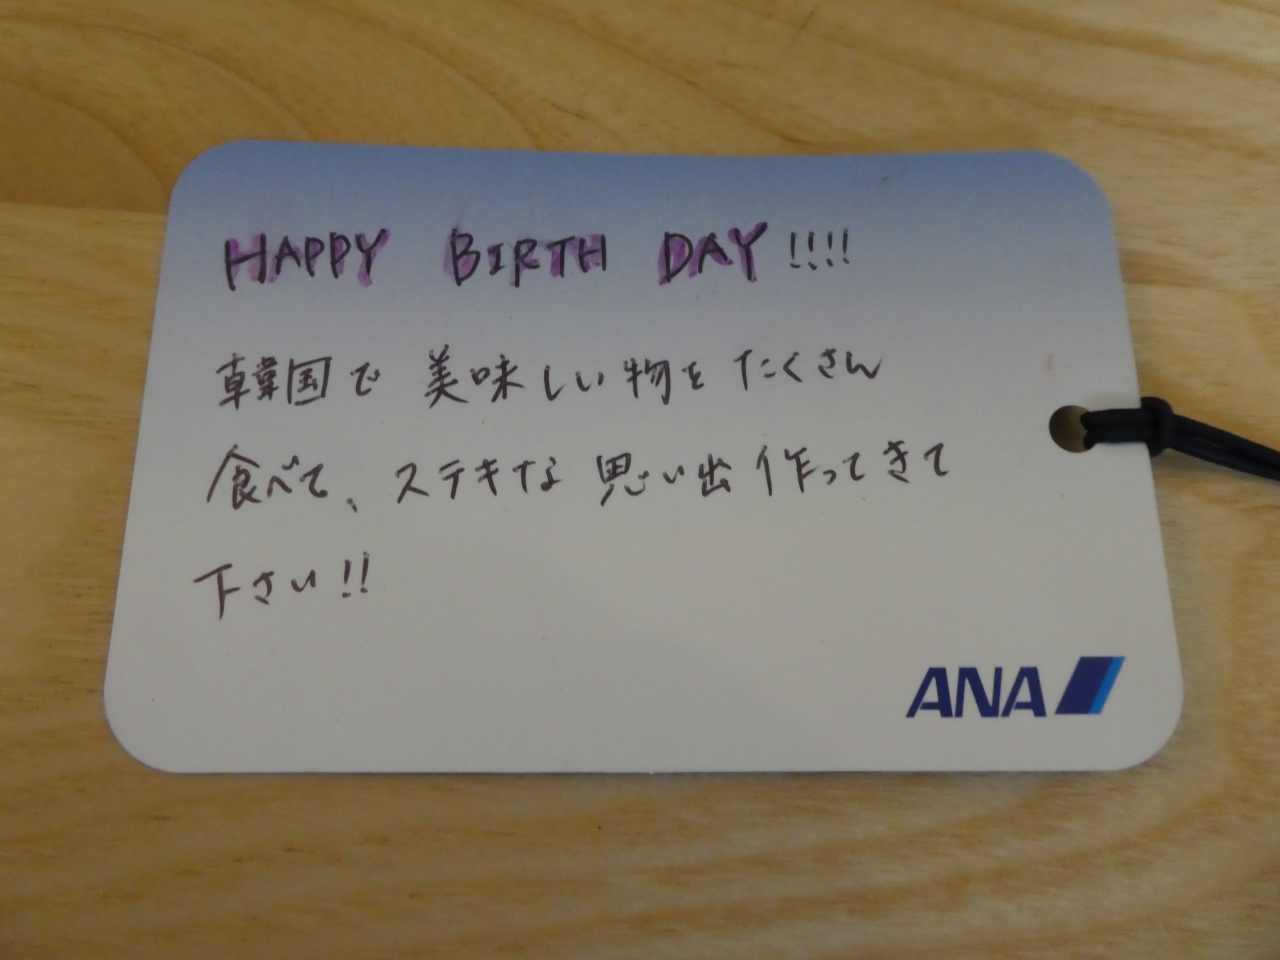 HAPPY BIRTH DAY!!!!
韓国で美味しい物をたくさん
食べて、ステキな思い出作ってきて
下さい!!
ANA